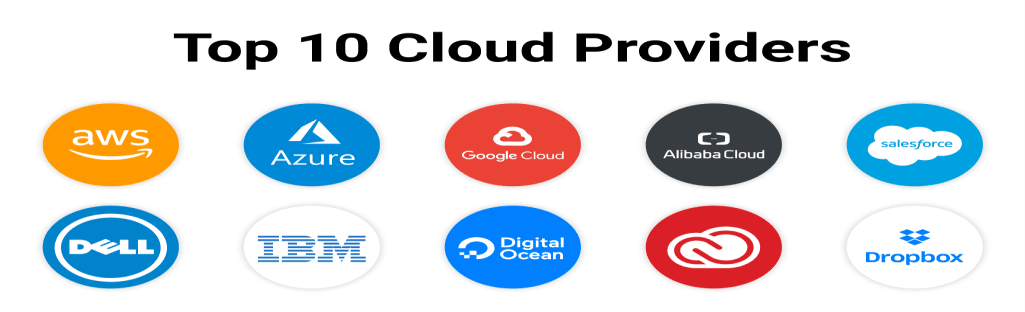 Top 10 Cloud Providers
aws
Azure
Google Cloud
Alibaba Cloud
salesforce
DELL
IBM
Digital
Ocean
Dropbox